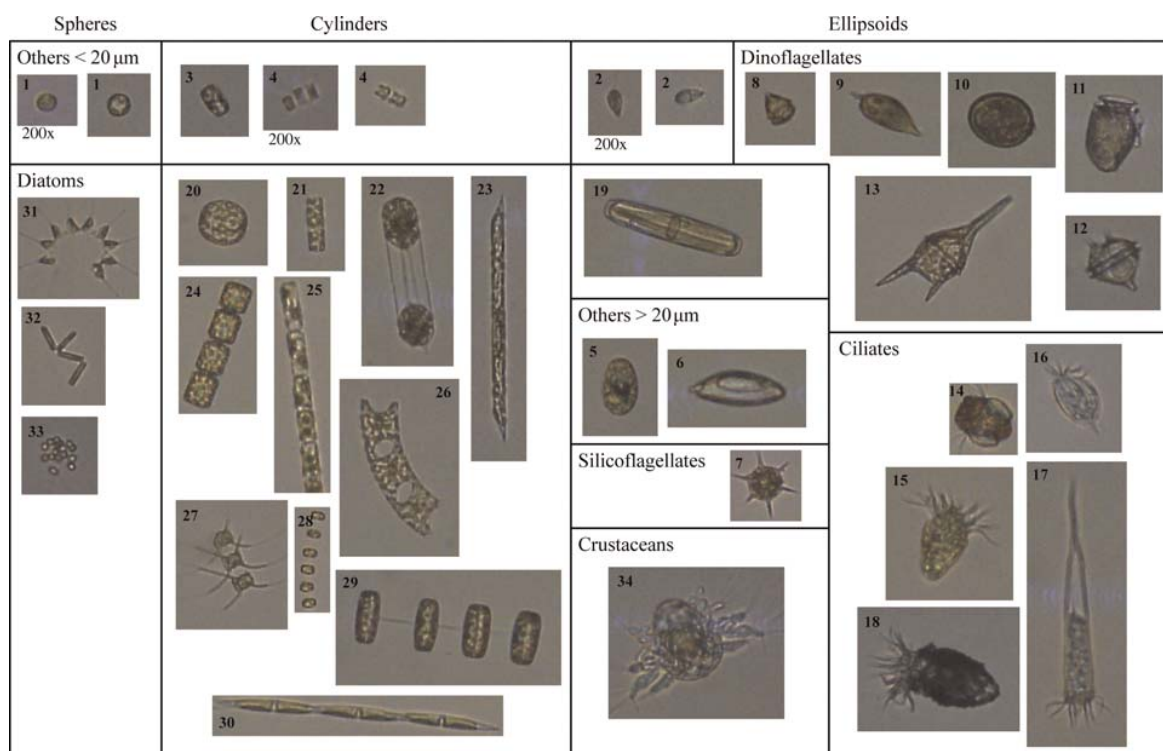 Spheres Cylinders Ellipsoids
Others < 20 μm Dinoflagellates
1 1 3 4 4 2 2 8 9 10 11
200x 200x 200x
Diatoms
31 20 21 22 23 19 13 12
32 24 25 Others > 20 μm Ciliates
26 5 6 14 16
33 Silicoflagellates 7 15 17
27 28 Crustaceans
29 34
18
30